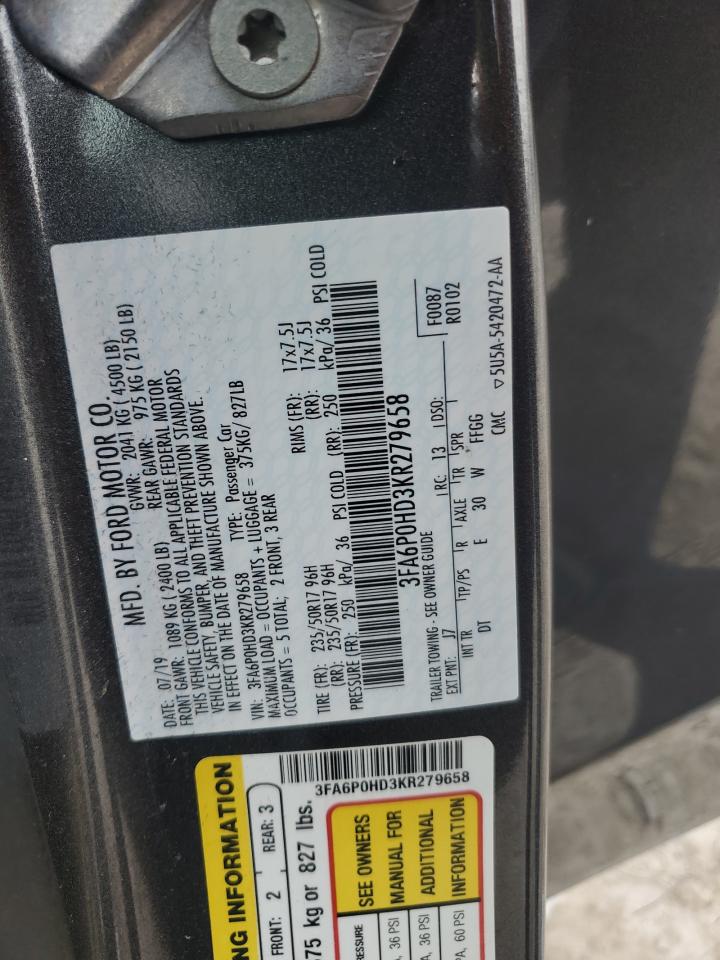 MFD. BY FORD MOTOR CO.
DATE: 07/19 GVWR: 2041 KG ( 4500 LB)
FRONT GAWR: 1089 KG ( 2400 LB) REAR GAWR: 975 KG ( 2150 LB)
THIS VEHICLE CONFORMS TO ALL APPLICABLE FEDERAL MOTOR
VEHICLE SAFETY, BUMPER, AND THEFT PREVENTION STANDARDS
IN EFFECT ON THE DATE OF MANUFACTURE SHOWN ABOVE.
VIN: 3FA6P0HD3KR279658 TYPE: Passenger Car
MAXIMUM LOAD = OCCUPANTS + LUGGAGE = 375KG/ 827LB
OCCUPANTS = 5 TOTAL; 2 FRONT, 3 REAR
TIRE (FR): 235/50R17 96H RIMS (FR): 17x7.5J
(RR): 235/50R17 96H (RR): 17x7.5J
PRESSURE (FR): 250 kPa/ 36 PSI COLD (RR): 250 kPa/ 36 PSI COLD
3FA6P0HD3KR279658
F0087
R0102
TRAILER TOWING - SEE OWNER GUIDE
EXT PNT: J7 RC: 13 DSO:
INT TR TP/PS R AXLE TR SPR
DT E 30 W FFGG
CMC 5U5A-5420472-AA
NG INFORMATION
FRONT: 2 REAR: 3
375 kg or 827 lbs.
3FA6P0HD3KR279658
PRESSURE
A, 36 PSI
A, 36 PSI
PA, 60 PSI
SEE OWNERS
MANUAL FOR
ADDITIONAL
INFORMATION